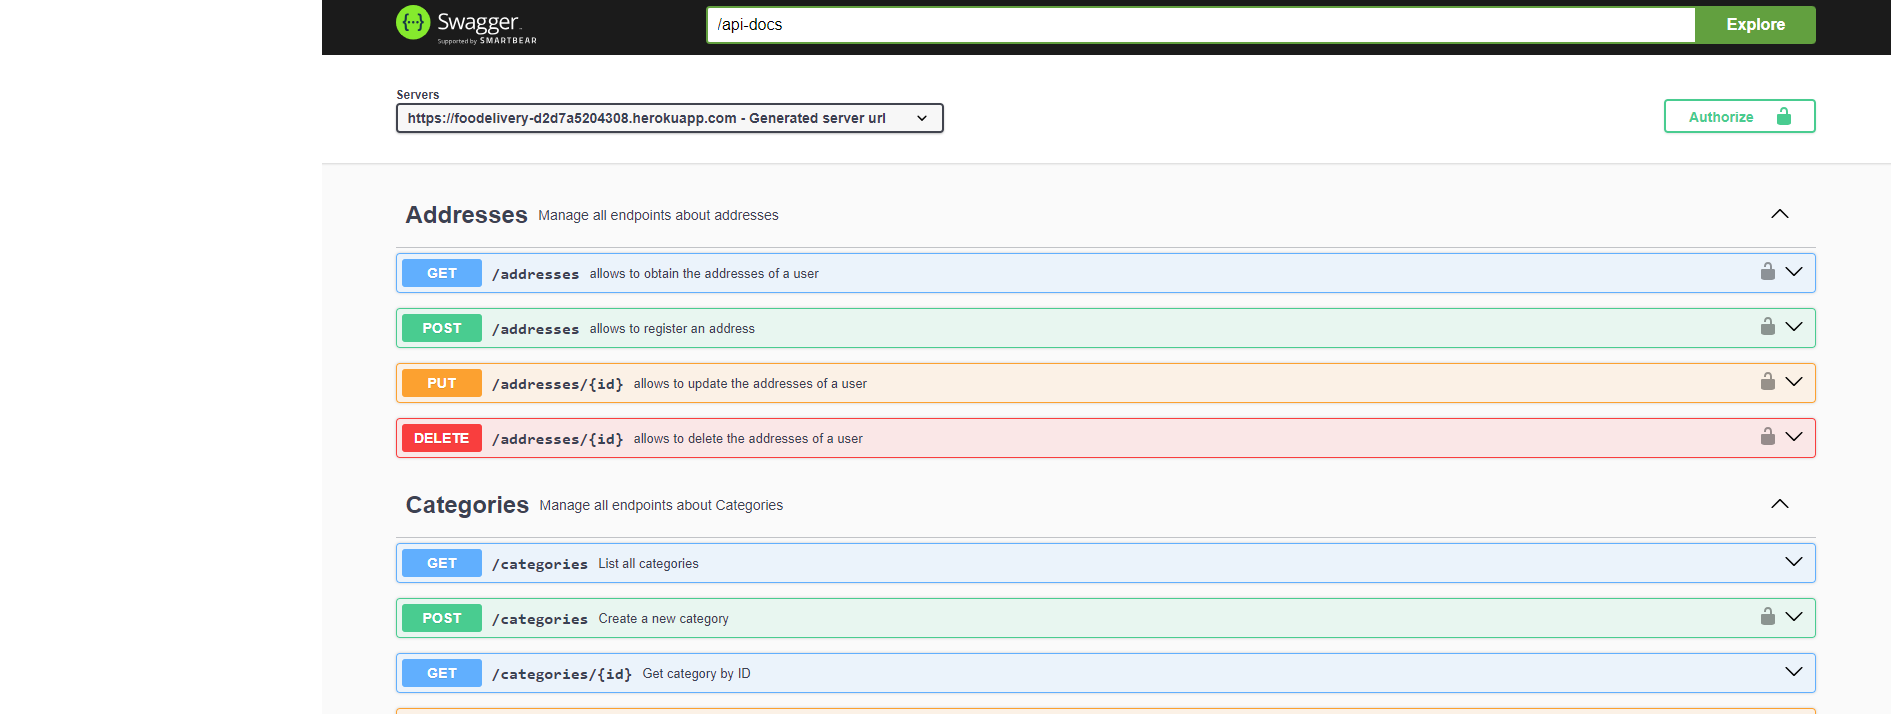 Swagger
Supported by SMARTBEAR
/api-docs
Explore
Servers
https://foodelivery-d2d7a5204308.herokuapp.com - Generated server url
Authorize
Addresses Manage all endpoints about addresses
GET /addresses allows to obtain the addresses of a user
POST /addresses allows to register an address
PUT /addresses/{id} allows to update the addresses of a user
DELETE /addresses/{id} allows to delete the addresses of a user
Categories Manage all endpoints about Categories
GET /categories List all categories
POST /categories Create a new category
GET /categories/{id} Get category by ID